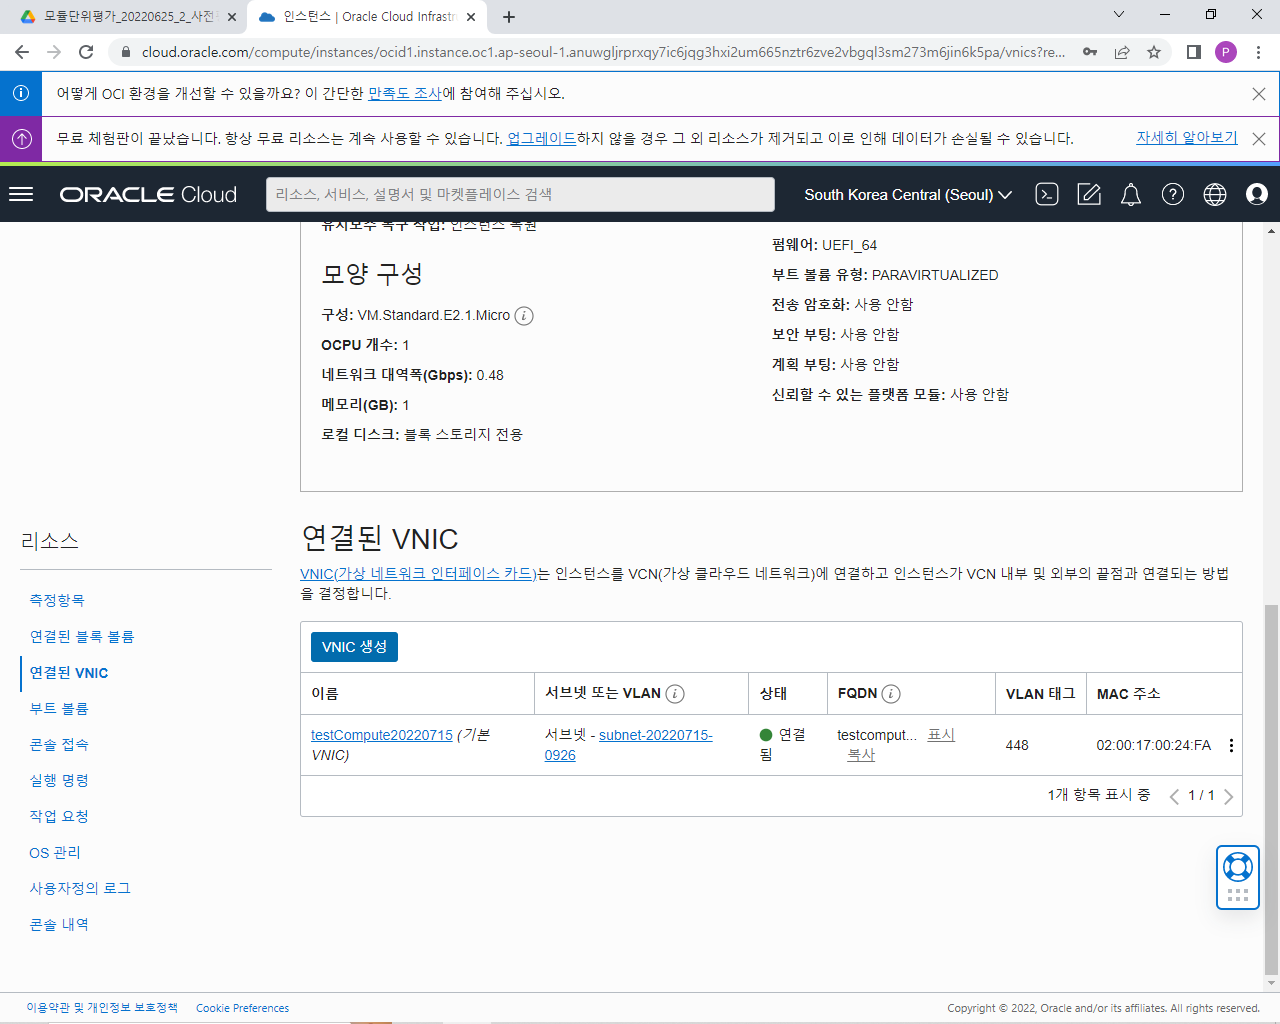 모듈단위평가_20220625_2_사전
인스턴스 | Oracle Cloud Infrastr
cloud.oracle.com/compute/instances/ocid1.instance.oc1.ap-seoul-1.anuwgljrprxqy7ic6jqg3hxi2um665nztr6zve2vbgql3sm273m6jin6k5pa/vnics?re...
P
어떻게 OCI 환경을 개선할 수 있을까요? 이 간단한 만족도 조사에 참여해 주십시오.
무료 체험판이 끝났습니다. 항상 무료 리소스는 계속 사용할 수 있습니다. 업그레이드하지 않을 경우 그 외 리소스가 제거되고 이로 인해 데이터가 손실될 수 있습니다.
자세히 알아보기
ORACLE Cloud
리소스, 서비스, 설명서 및 마켓플레이스 검색
South Korea Central (Seoul)
유지보수 복구 작업: 인스턴스 복원
모양 구성
구성: VM.Standard.E2.1.Micro
OCPU 개수: 1
네트워크 대역폭(Gbps): 0.48
메모리(GB): 1
로컬 디스크: 블록 스토리지 전용
펌웨어: UEFI_64
부트 볼륨 유형: PARAVIRTUALIZED
전송 암호화: 사용 안함
보안 부팅: 사용 안함
계획 부팅: 사용 안함
신뢰할 수 있는 플랫폼 모듈: 사용 안함
리소스
측정항목
연결된 블록 볼륨
연결된 VNIC
부트 볼륨
콘솔 접속
실행 명령
작업 요청
OS 관리
사용자정의 로그
콘솔 내역
연결된 VNIC
VNIC(가상 네트워크 인터페이스 카드)는 인스턴스를 VCN(가상 클라우드 네트워크)에 연결하고 인스턴스가 VCN 내부 및 외부의 끝점과 연결되는 방법
을 결정합니다.
VNIC 생성
이름 서브넷 또는 VLAN 상태 FQDN VLAN 태그 MAC 주소
testCompute20220715 (기본 서브넷 - subnet-20220715- 연결 testcomput... 표시 448 02:00:17:00:24:FA
VNIC) 0926 됨 복사
1개 항목 표시 중 1 / 1
이용약관 및 개인정보 보호정책 Cookie Preferences
Copyright © 2022, Oracle and/or its affiliates. All rights reserved.